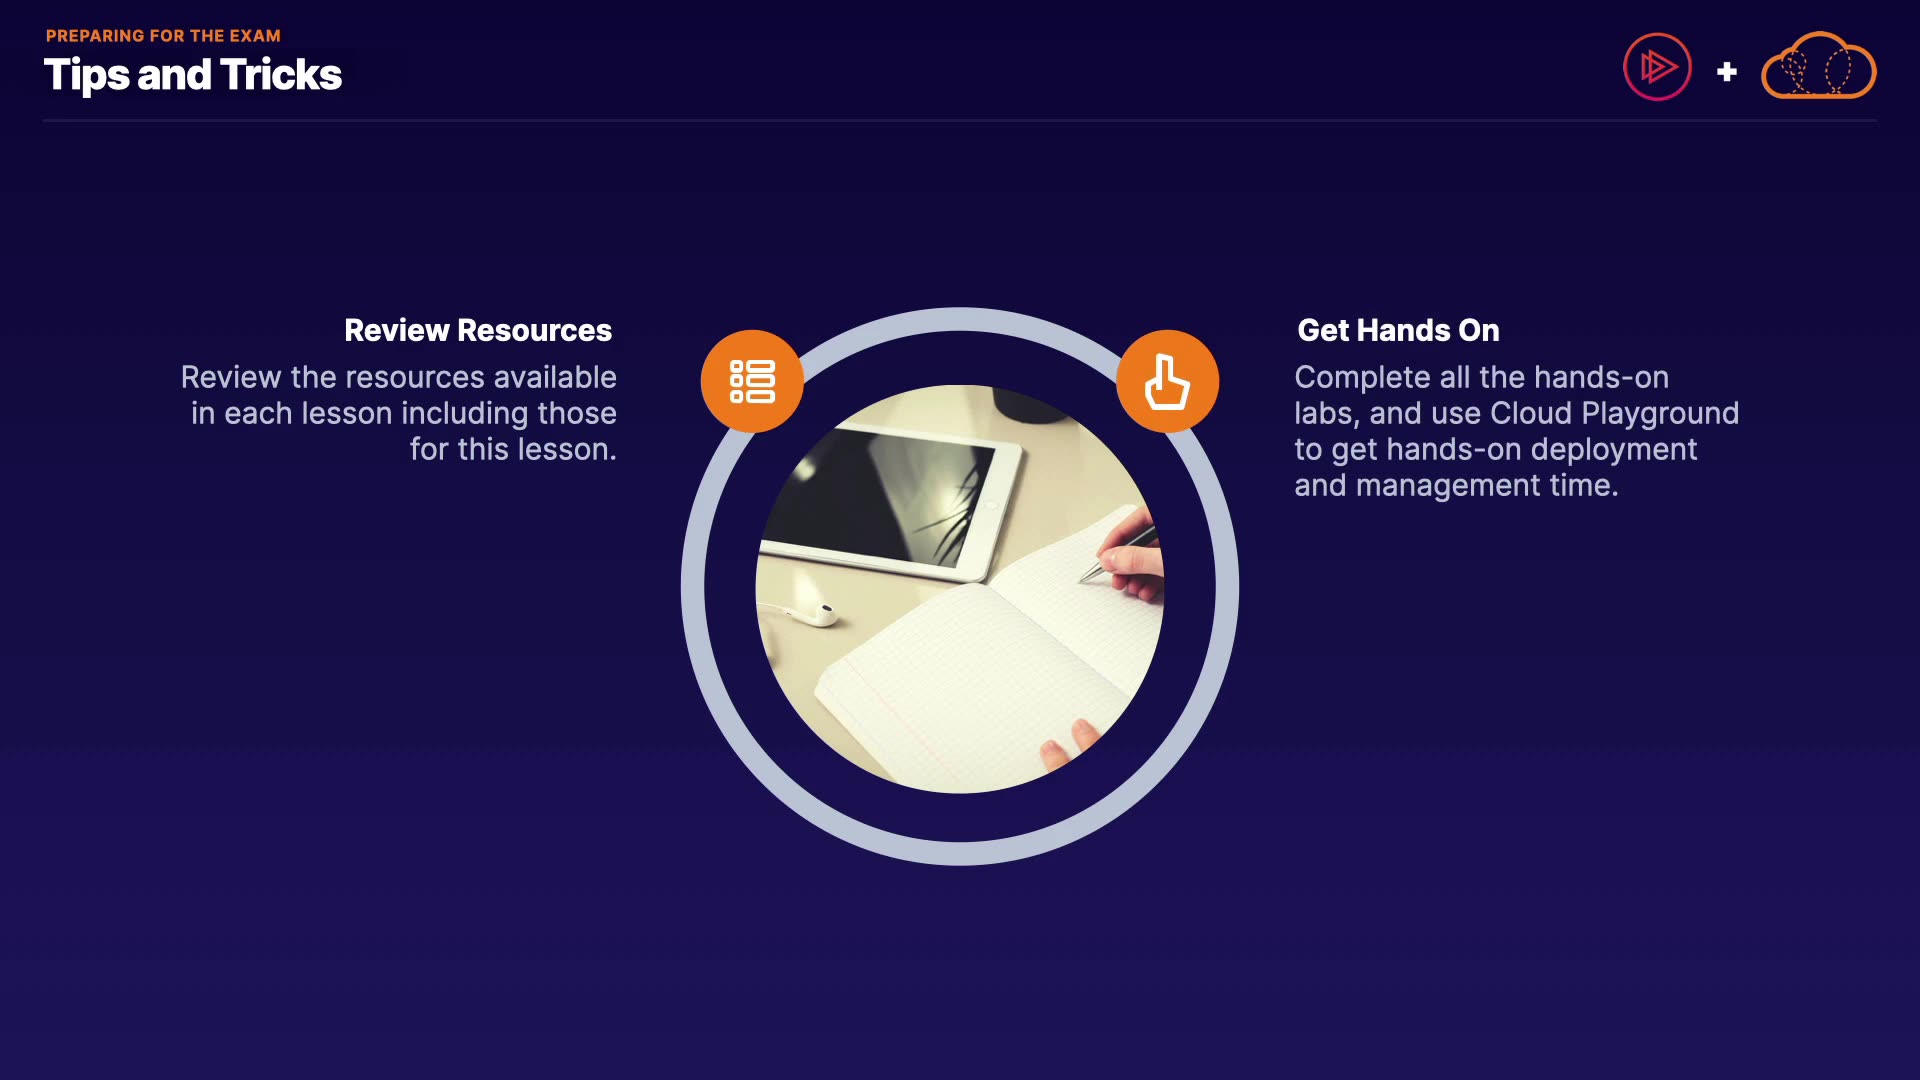 PREPARING FOR THE EXAM
Tips and Tricks
Review Resources
Review the resources available
in each lesson including those
for this lesson.
Get Hands On
Complete all the hands-on
labs, and use Cloud Playground
to get hands-on deployment
and management time.